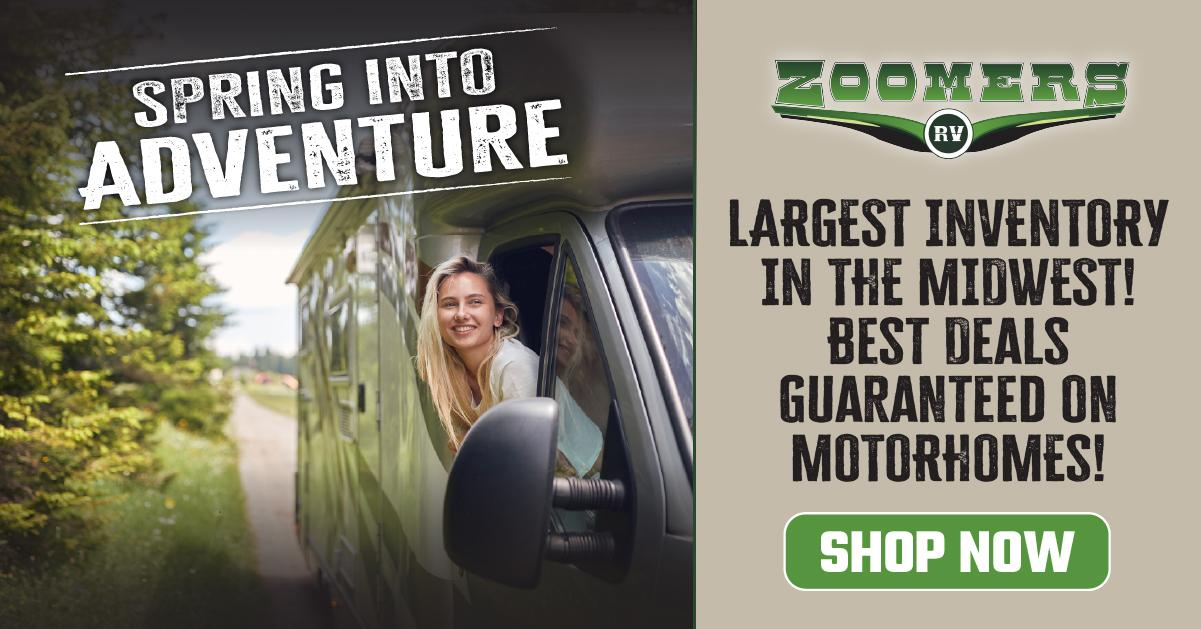 SPRING INTO
ADVENTURE
ZOOMERS
RV
LARGEST INVENTORY
IN THE MIDWEST!
BEST DEALS
GUARANTEED ON
MOTORHOMES!
SHOP NOW